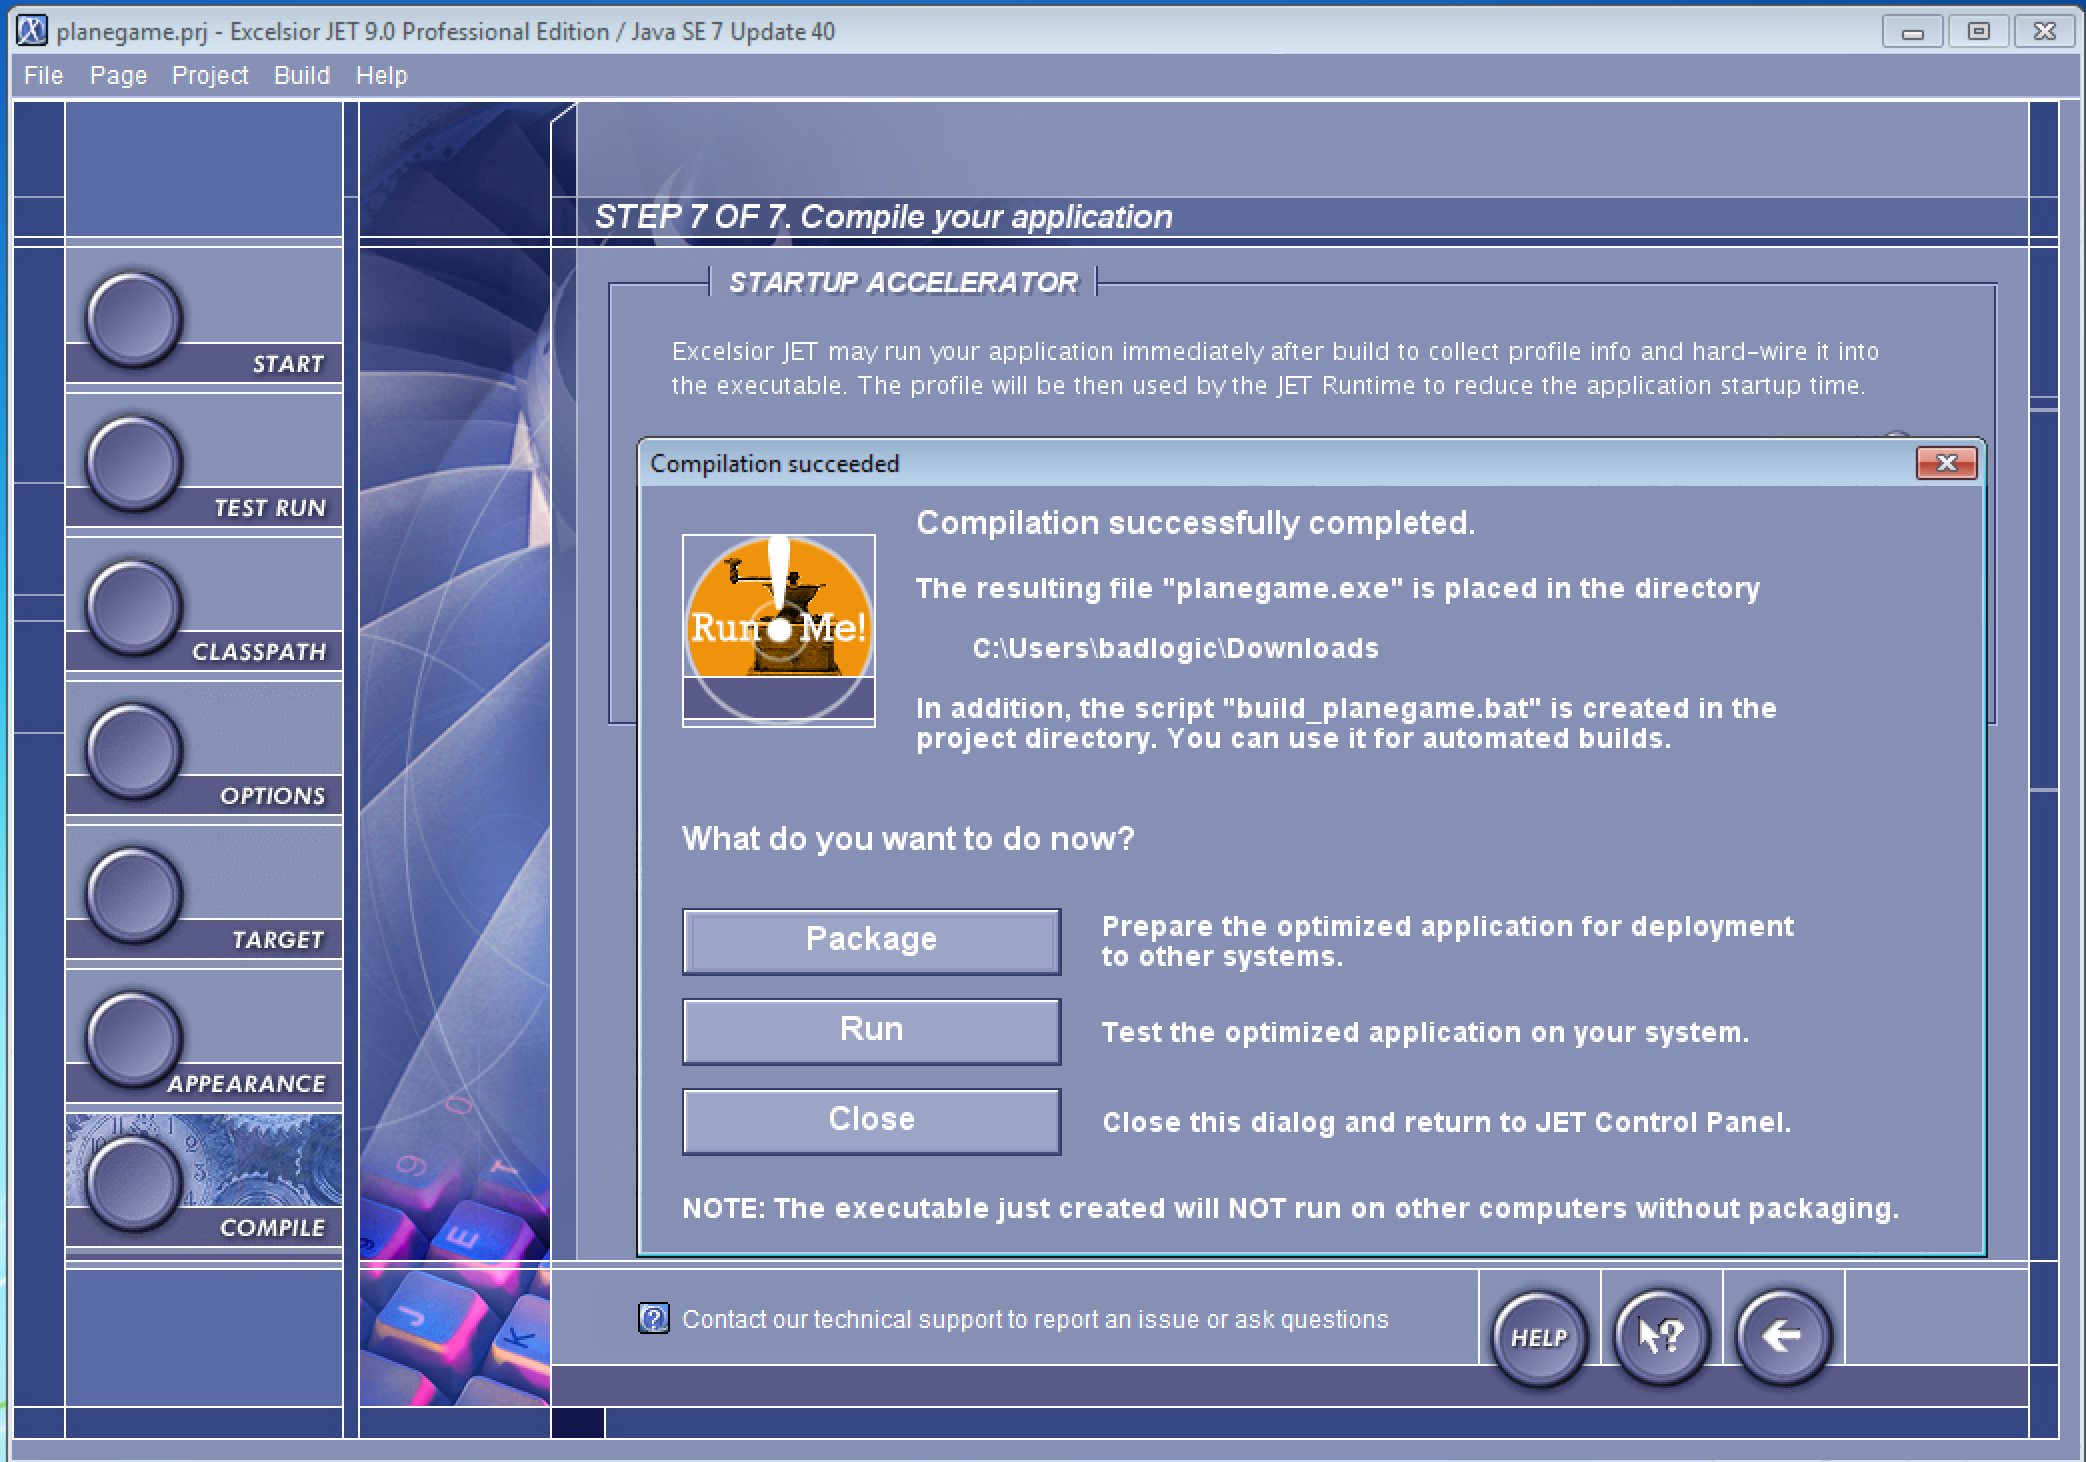 planegame.prj - Excelsior JET 9.0 Professional Edition / Java SE 7 Update 40
File Page Project Build Help
STEP 7 OF 7. Compile your application
STARTUP ACCELERATOR
Excelsior JET may run your application immediately after build to collect profile info and hard-wire it into
the executable. The profile will be then used by the JET Runtime to reduce the application startup time.
START
TEST RUN
CLASSPATH
OPTIONS
TARGET
APPEARANCE
COMPILE
Compilation succeeded
Run Me!
Compilation successfully completed.
The resulting file "planegame.exe" is placed in the directory
C:\Users\badlogic\Downloads
In addition, the script "build_planegame.bat" is created in the
project directory. You can use it for automated builds.
What do you want to do now?
Package
Prepare the optimized application for deployment
to other systems.
Run
Test the optimized application on your system.
Close
Close this dialog and return to JET Control Panel.
NOTE: The executable just created will NOT run on other computers without packaging.
Contact our technical support to report an issue or ask questions
HELP